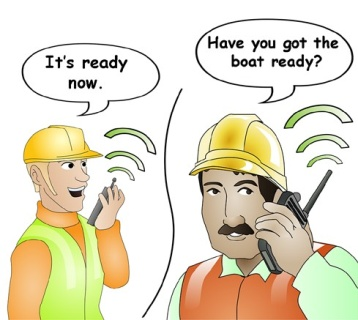 It's ready
now.
Have you got the
boat ready?